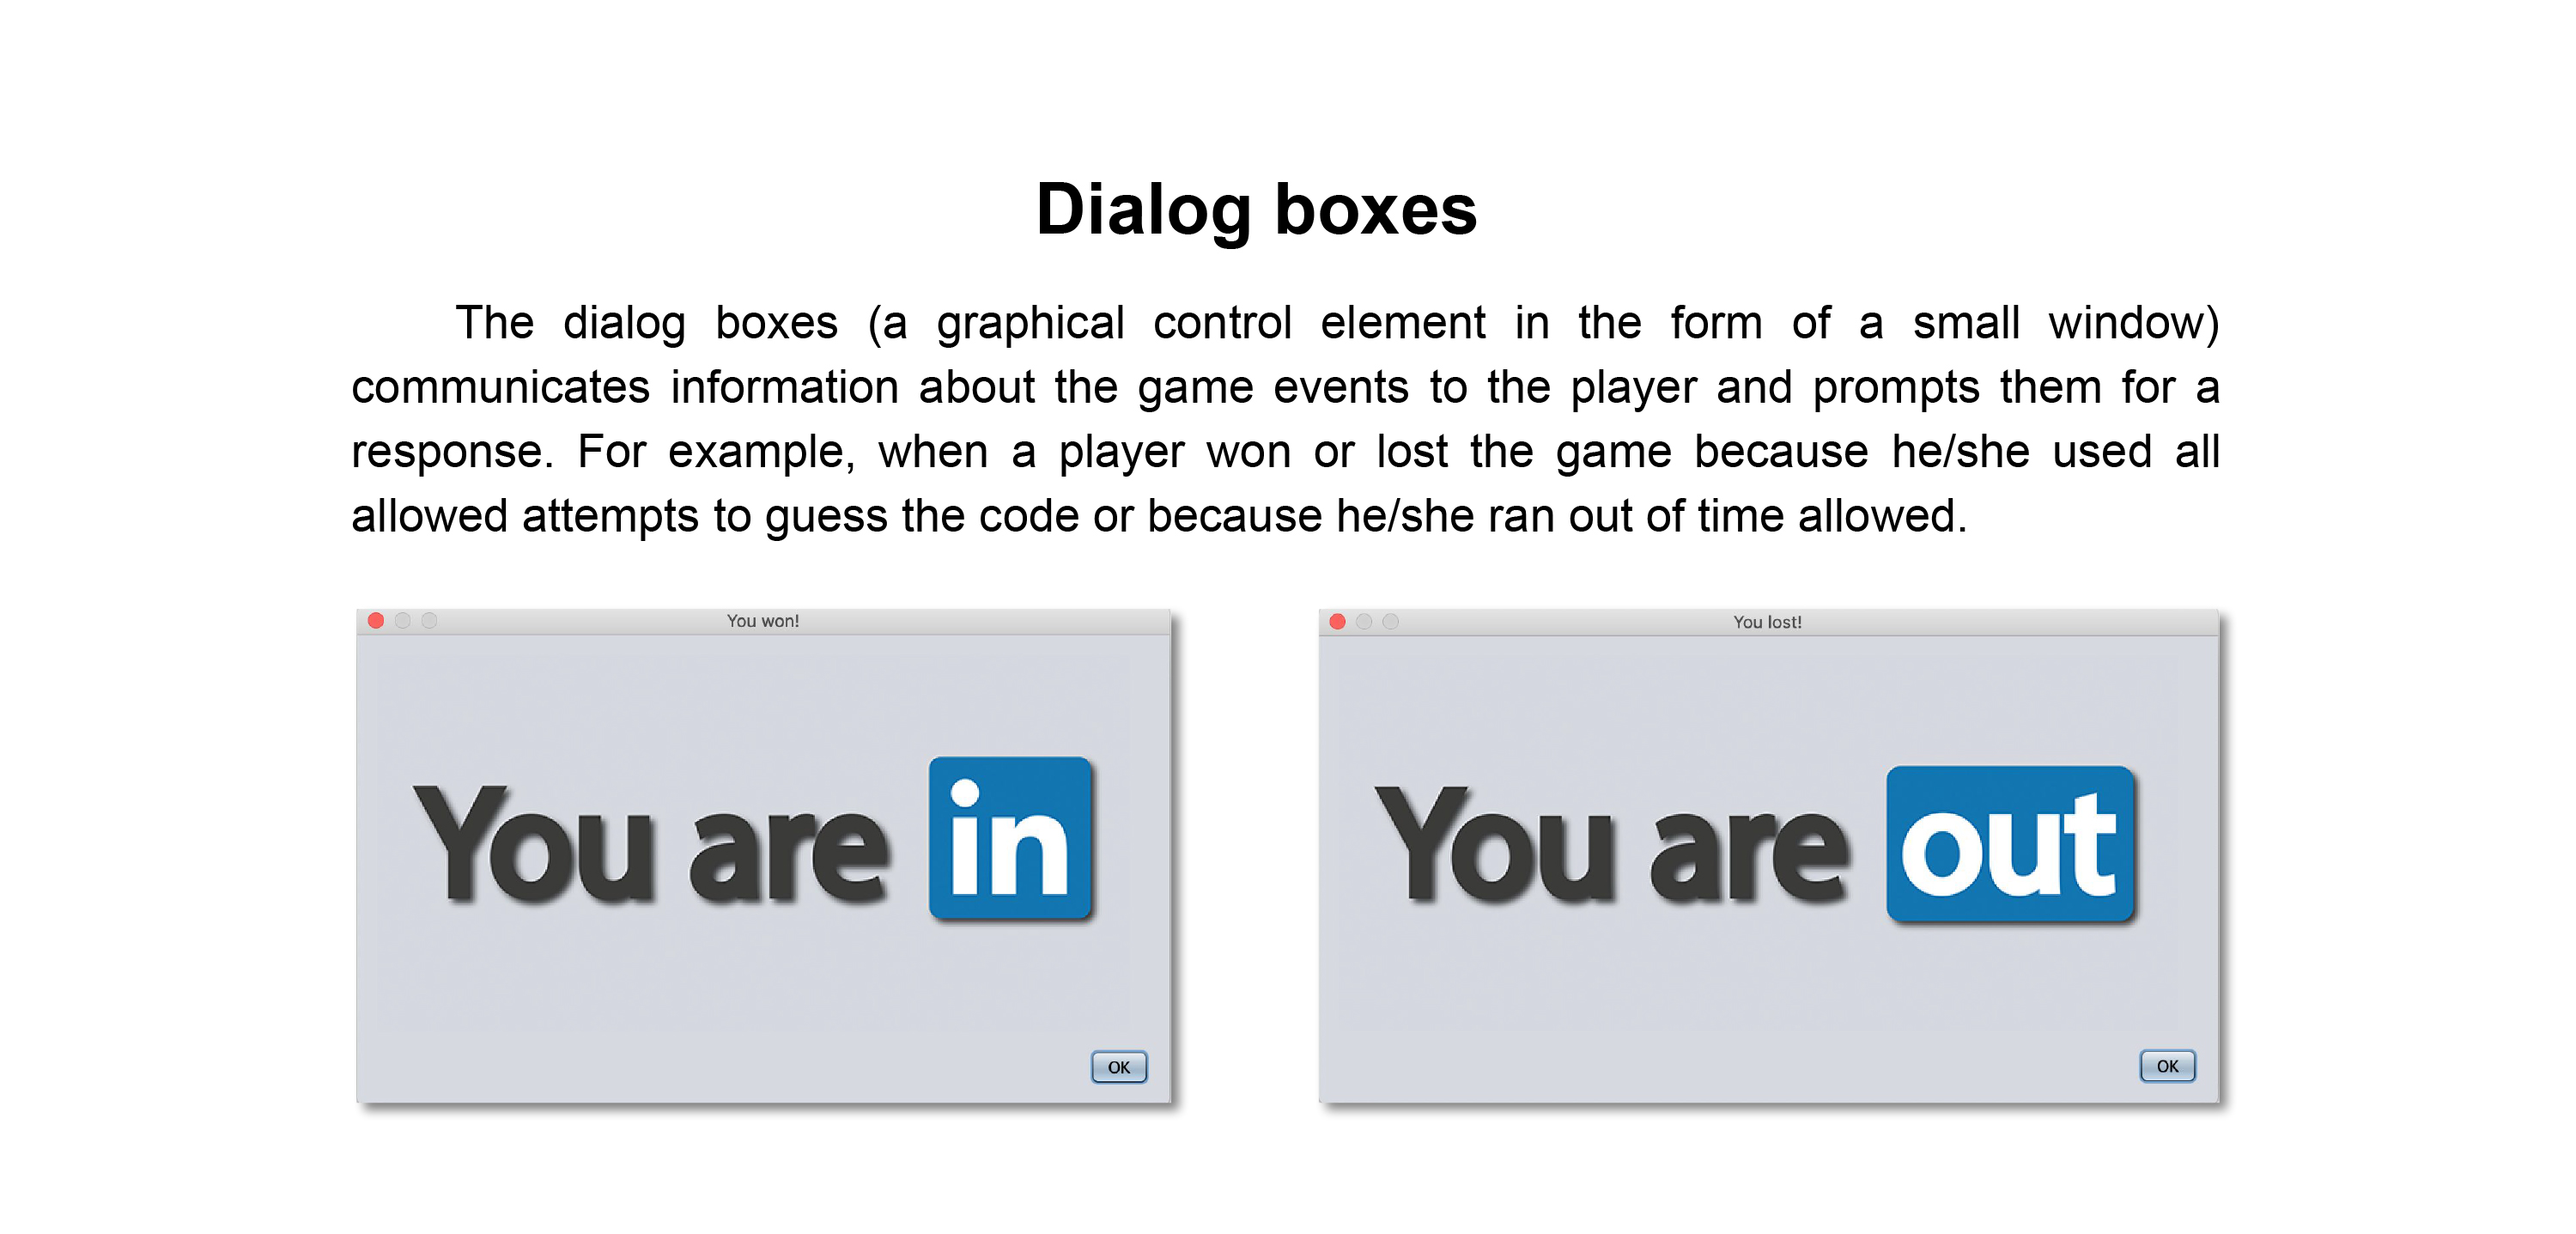 Dialog boxes
The dialog boxes (a graphical control element in the form of a small window)
communicates information about the game events to the player and prompts them for a
response. For example, when a player won or lost the game because he/she used all
allowed attempts to guess the code or because he/she ran out of time allowed.
You won!
You are in
OK
You lost!
You are out
OK